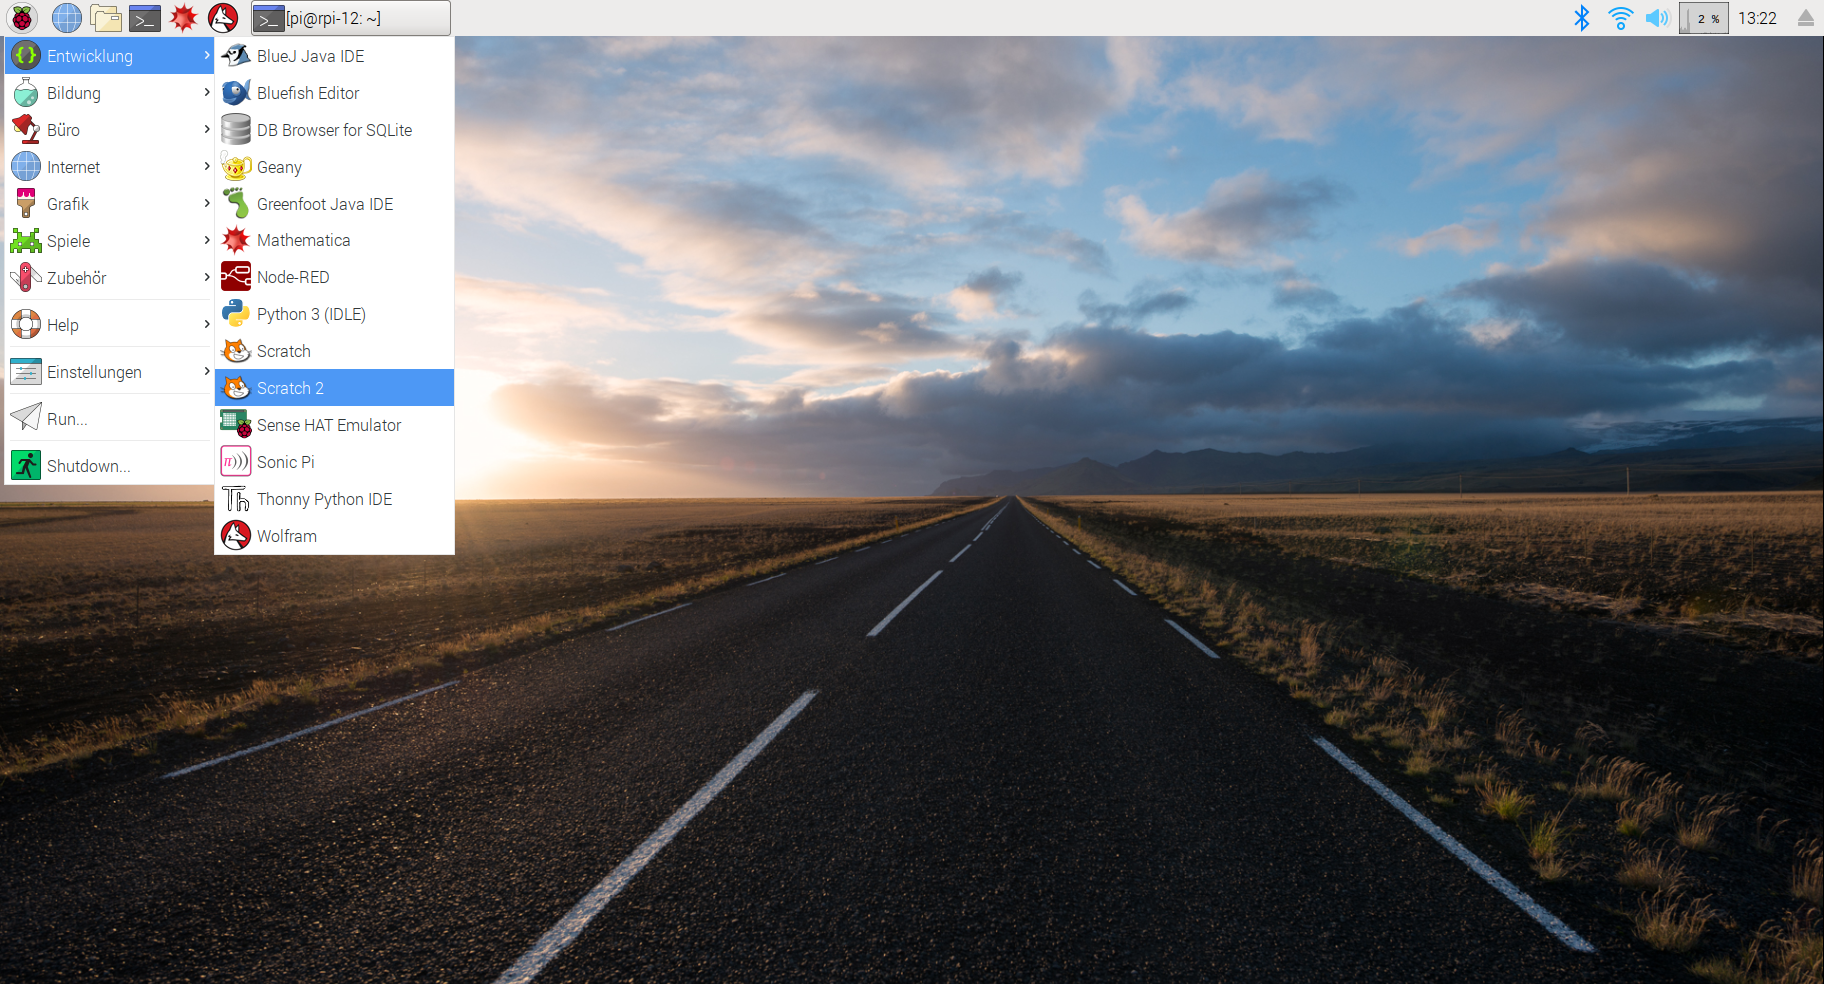 [pi@rpi-12: ~]
2 %
13:22
Entwicklung
Bildung
Büro
Internet
Grafik
Spiele
Zubehör
Help
Einstellungen
Run...
Shutdown...
BlueJ Java IDE
Bluefish Editor
DB Browser for SQLite
Geany
Greenfoot Java IDE
Mathematica
Node-RED
Python 3 (IDLE)
Scratch
Scratch 2
Sense HAT Emulator
π)))
Sonic Pi
Th
Thonny Python IDE
Wolfram